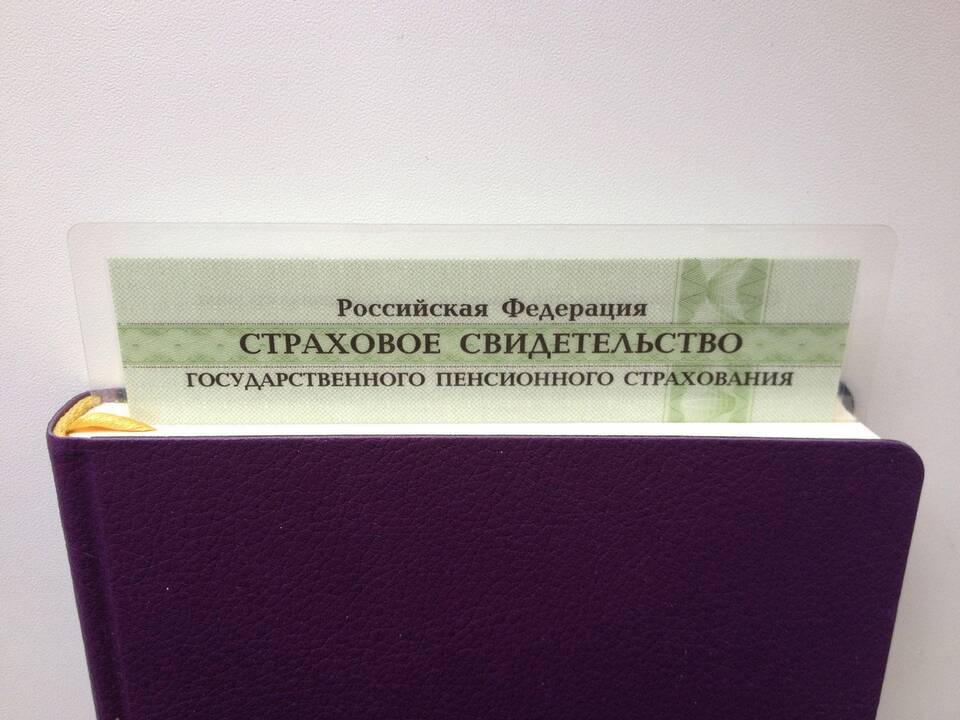 Российская Федерация
СТРАХОВОЕ СВИДЕТЕЛЬСТВО
ГОСУДАРСТВЕННОГО ПЕНСИОННОГО СТРАХОВАНИЯ